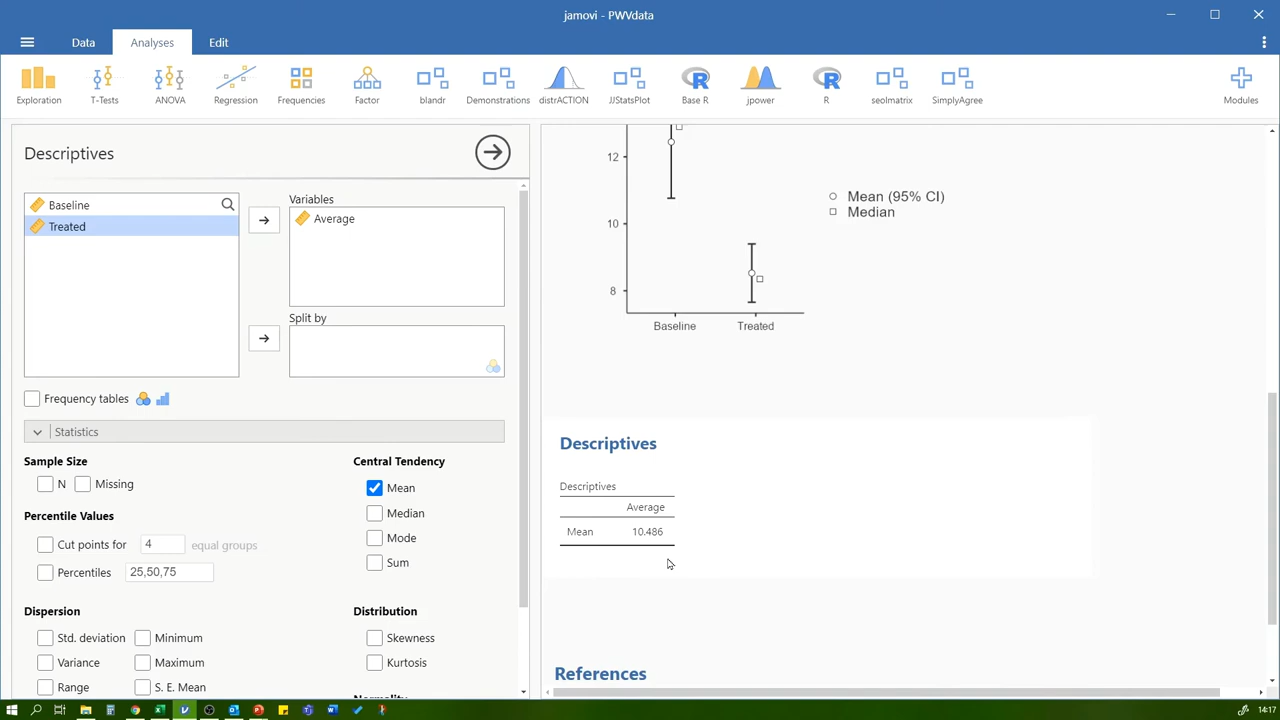 jamovi - PWVdata
Data
Analyses
Edit
Exploration
T-Tests
ANOVA
Regression
Frequencies
Factor
blandr
Demonstrations
distrACTION
JJStatsPlot
Base R
jpower
R
seolmatrix
SimplyAgree
Modules
Descriptives
Baseline
Treated
Variables
Average
Split by
Frequency tables
Statistics
Sample Size
N
Missing
Percentile Values
Cut points for
4
equal groups
Percentiles
25,50,75
Central Tendency
Mean
Median
Mode
Sum
Dispersion
Std. deviation
Minimum
Variance
Maximum
Range
S. E. Mean
Distribution
Skewness
Kurtosis
Normality
12
10
8
Baseline
Treated
Mean (95% CI)
Median
Descriptives
Descriptives
Average
Mean 10.486
References
14:17